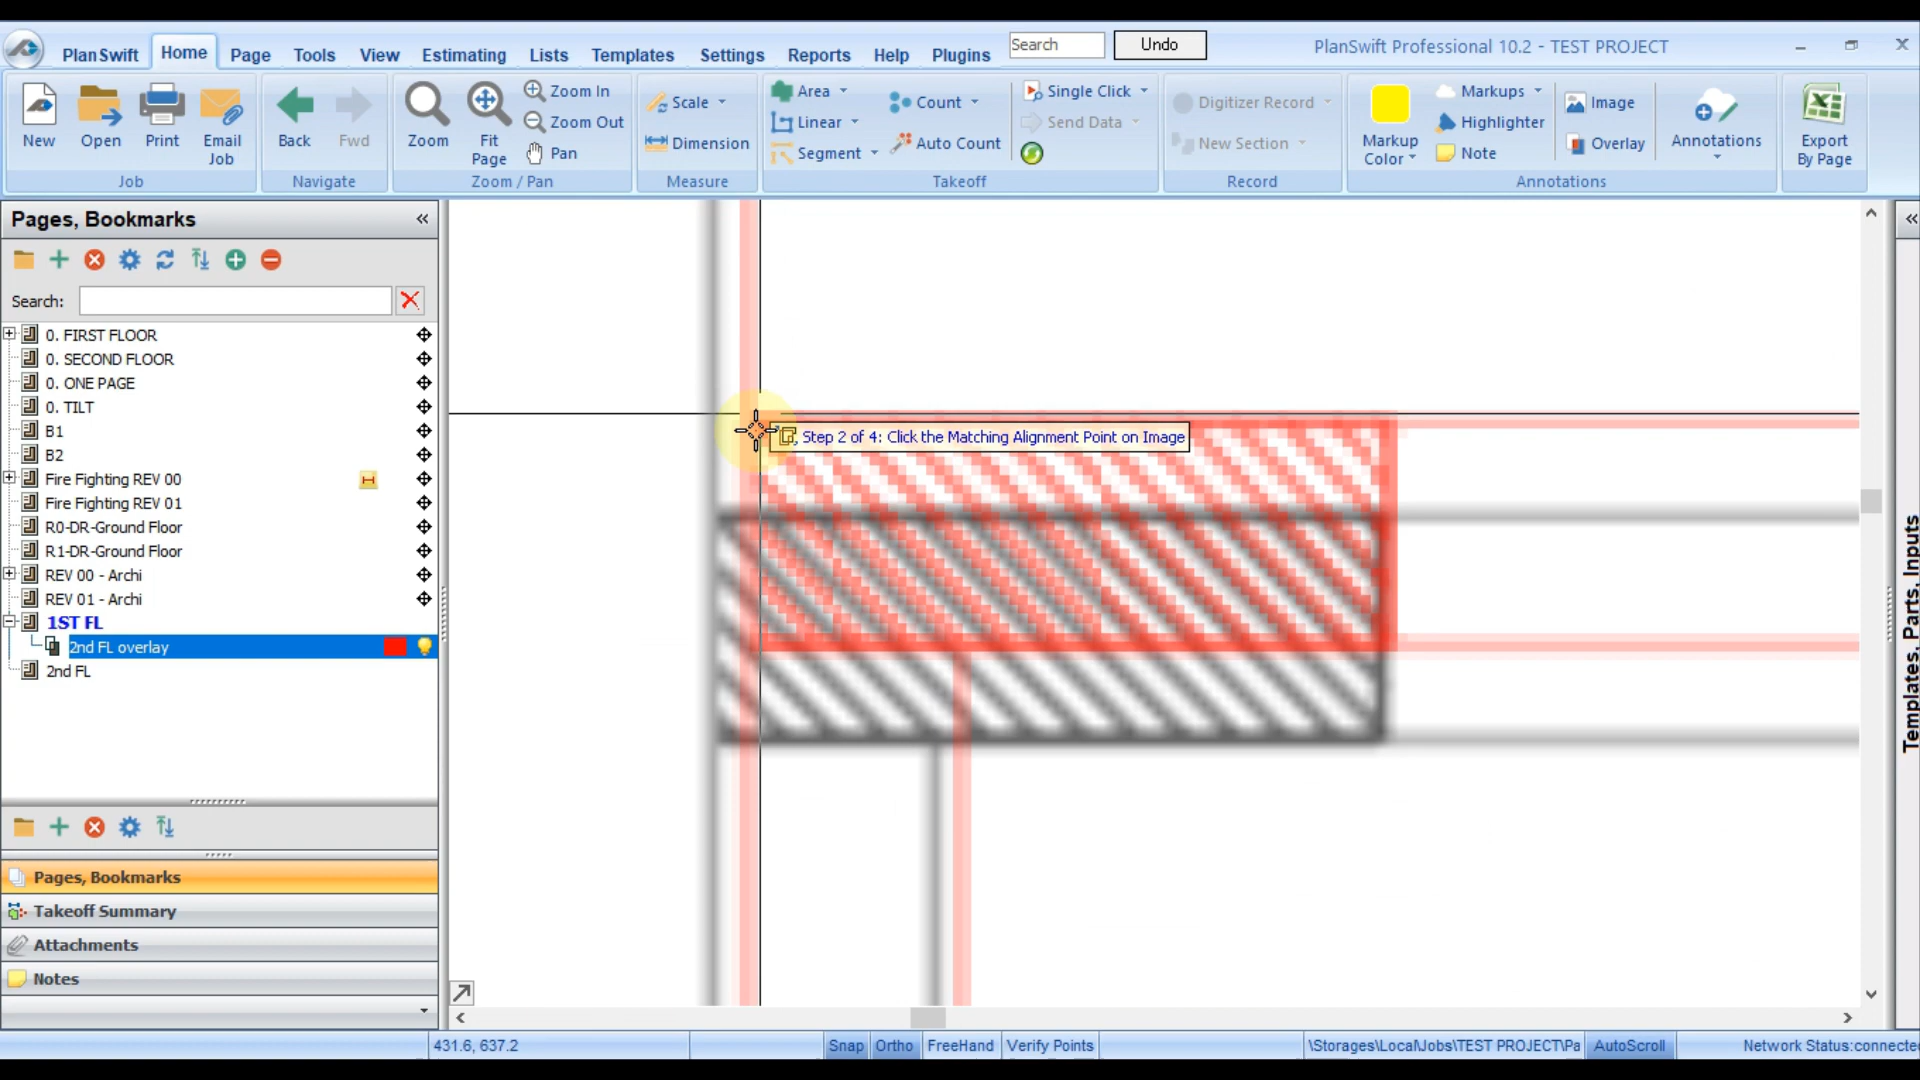 PlanSwift Home Page Tools View Estimating Lists Templates Settings Reports Help Plugins Search Undo PlanSwift Professional 10.2 - TEST PROJECT
New Open Print Email Job
Job
Back Fwd
Navigate
Zoom Fit Page
Zoom In
Zoom Out
Pan
Zoom / Pan
Scale
Dimension
Measure
Area
Linear
Segment
Count
Auto Count
Single Click
Send Data
Takeoff
Digitizer Record
New Section
Record
Markup Color
Markups
Highlighter
Note
Image
Overlay
Annotations
Annotations
Export By Page
Pages, Bookmarks
Search:
0. FIRST FLOOR
0. SECOND FLOOR
0. ONE PAGE
0. TILT
B1
B2
Fire Fighting REV 00
Fire Fighting REV 01
R0-DR-Ground Floor
R1-DR-Ground Floor
REV 00 - Archi
REV 01 - Archi
1ST FL
2nd FL overlay
2nd FL
Pages, Bookmarks
Takeoff Summary
Attachments
Notes
Step 2 of 4: Click the Matching Alignment Point on Image
Templates, Parts, Inputs
431.6, 637.2 Snap Ortho FreeHand Verify Points \Storages\Local\Jobs\TEST PROJECT\Pa AutoScroll Network Status:connecte